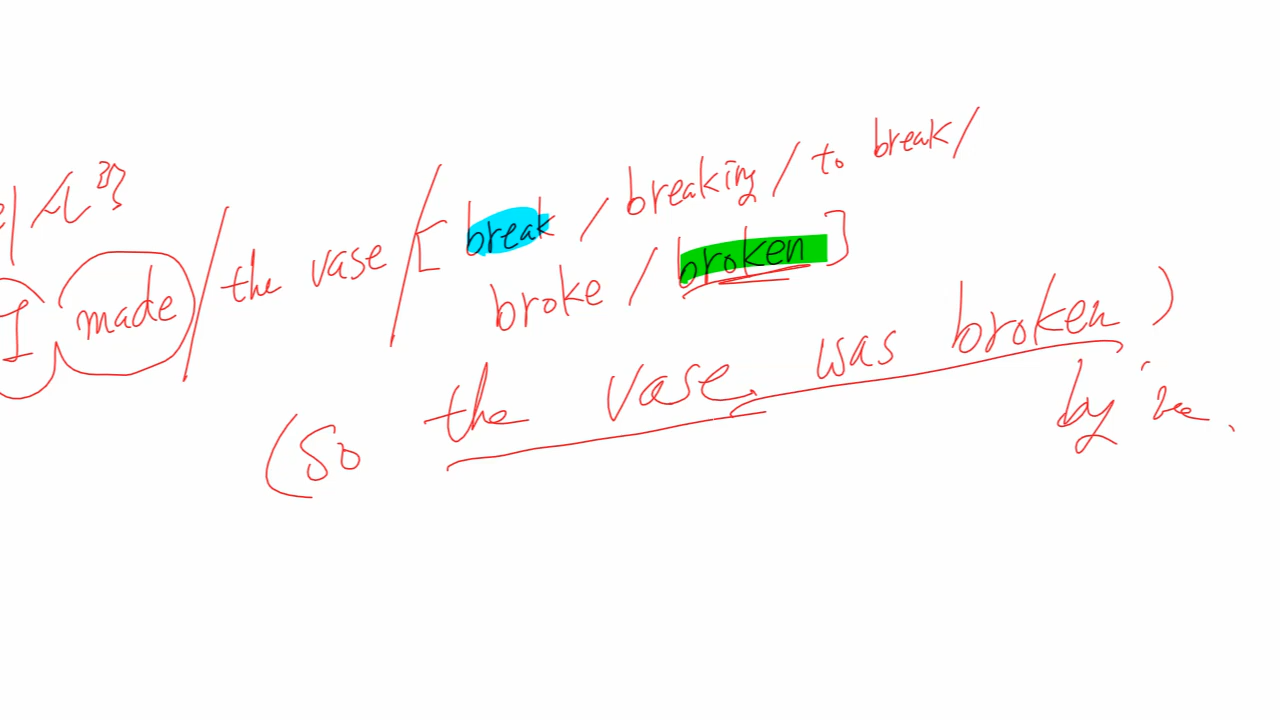 I made / the vase / [ break / breaking / to break /
broke / broken ]
(So the vase was broken)
by me.